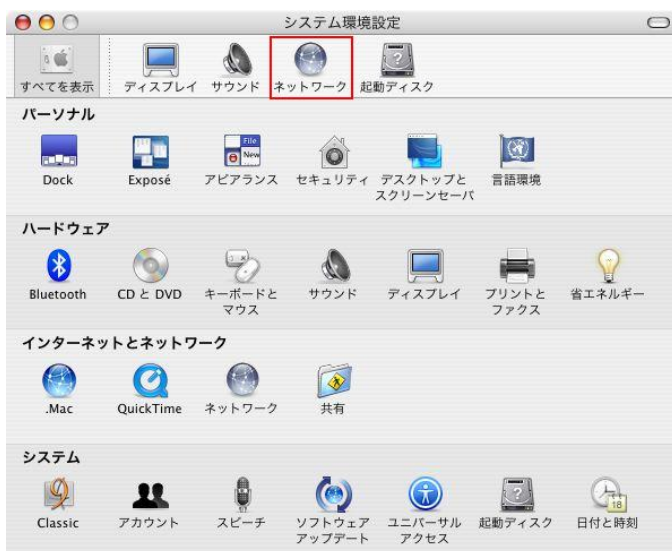 システム環境設定
すべてを表示 ディスプレイ サウンド ネットワーク 起動ディスク
パーソナル
File
New
Dock Exposé アピアランス セキュリティ デスクトップと 言語環境
スクリーンセーバ
ハードウェア
Bluetooth CD と DVD キーボードと サウンド ディスプレイ プリントと 省エネルギー
マウス ファクス
インターネットとネットワーク
.Mac QuickTime ネットワーク 共有
システム
18
Classic アカウント スピーチ ソフトウェア ユニバーサル 起動ディスク 日付と時刻
アップデート アクセス